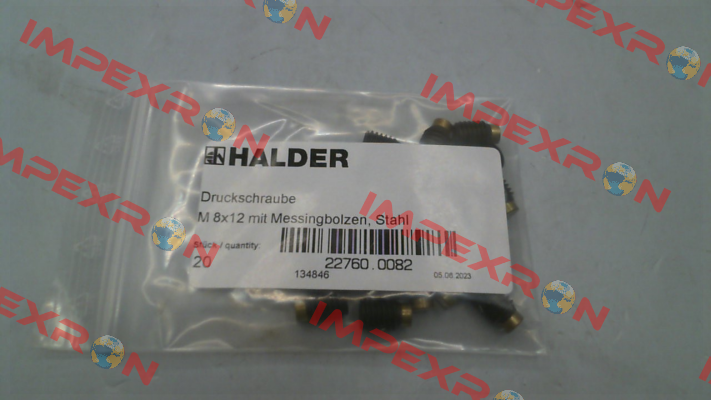 HALDER
Druckschraube
M 8x12 mit Messingbolzen, Stahl
Stück / quantity:
20
22760.0082
134846
05.06.2023
IMPEXRON
IMPEXRON
IMPEXRON
IMPEXRON
IMPEXRON
IMPEXRON
IMPEXRON
IMPEXRON
IMPEXRON